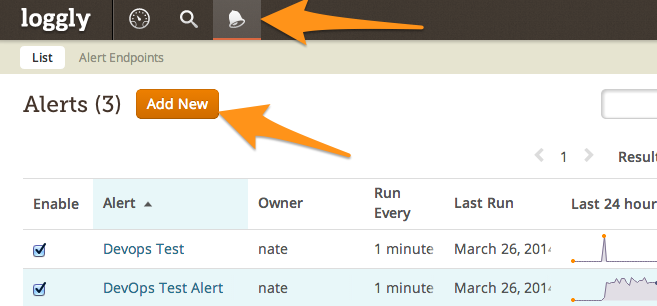 loggly
List Alert Endpoints
Alerts (3) Add New
1 Result
Enable Alert Owner Run Every Last Run Last 24 hour
Devops Test nate 1 minute March 26, 201
DevOps Test Alert nate 1 minute March 26, 201